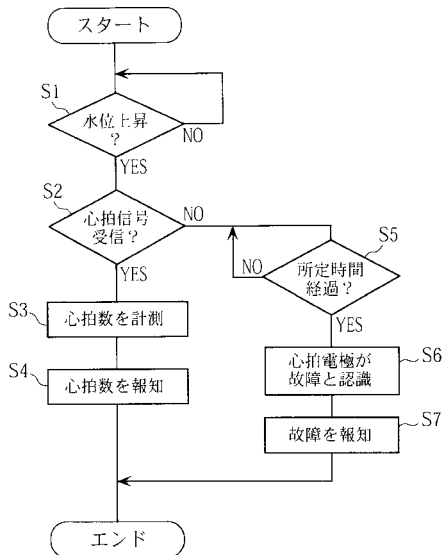 スタート
S1
水位上昇
?
NO
YES
S2
心拍信号
受信?
NO
YES
S5
所定時間
経過?
NO
YES
S3
心拍数を計測
S4
心拍数を報知
S6
心拍電極が
故障と認識
S7
故障を報知
エンド